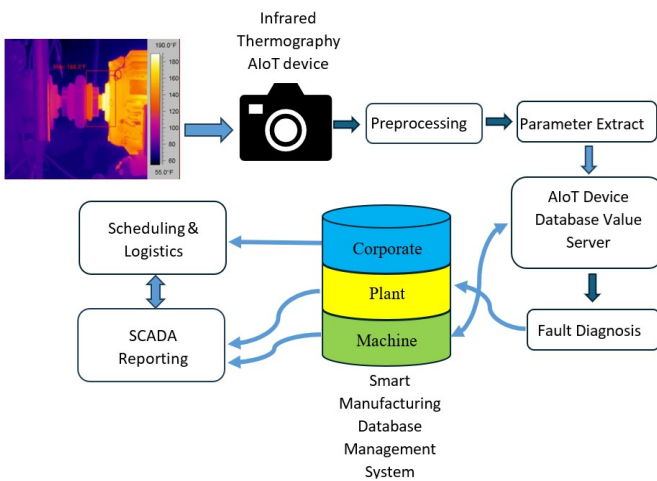 Infrared
Thermography
AIoT device
190.0°F
180
160
140
120
100
80
60
55.0°F
Preprocessing
Parameter Extract
AIoT Device
Database Value
Server
Scheduling &
Logistics
Corporate
Plant
Machine
SCADA
Reporting
Fault Diagnosis
Smart
Manufacturing
Database
Management
System